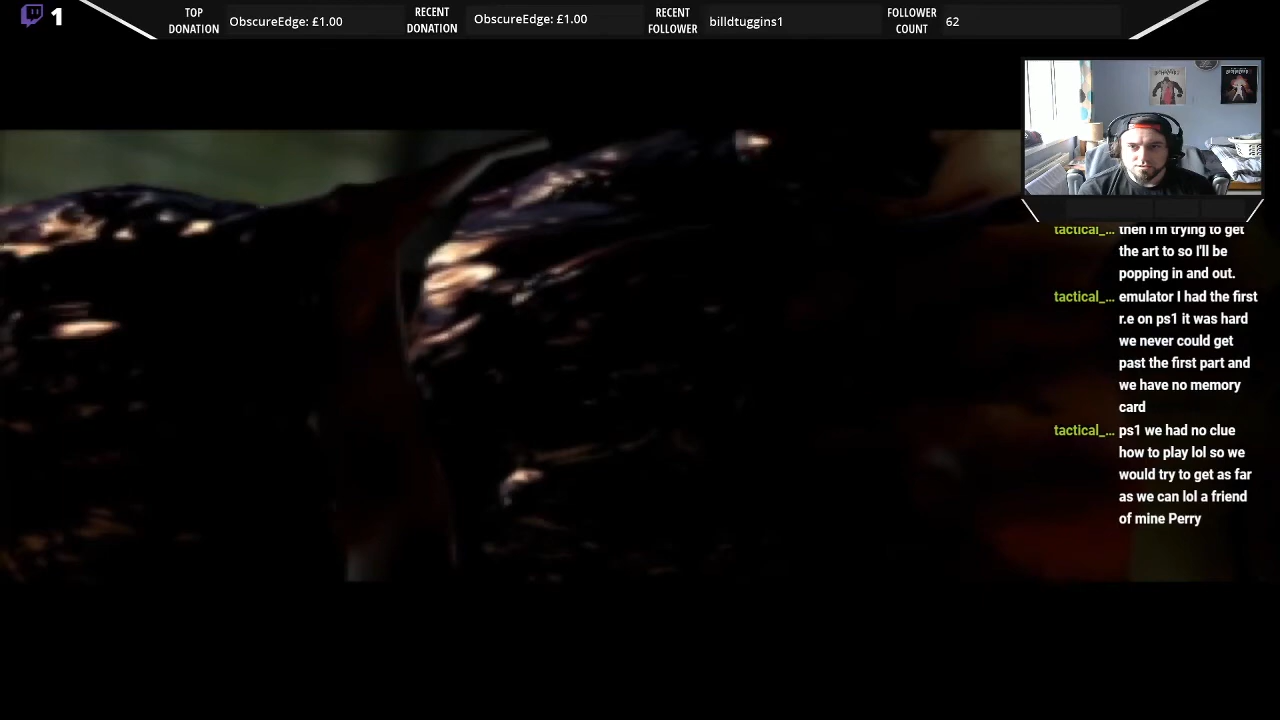 1
TOP DONATION
ObscureEdge: £1.00
RECENT DONATION
ObscureEdge: £1.00
RECENT FOLLOWER
billdtuggins1
FOLLOWER COUNT
62
tactical_... then I'm trying to get
the art to so I'll be
popping in and out.
tactical_... emulator I had the first
r.e on ps1 it was hard
we never could get
past the first part and
we have no memory
card
tactical_... ps1 we had no clue
how to play lol so we
would try to get as far
as we can lol a friend
of mine Perry